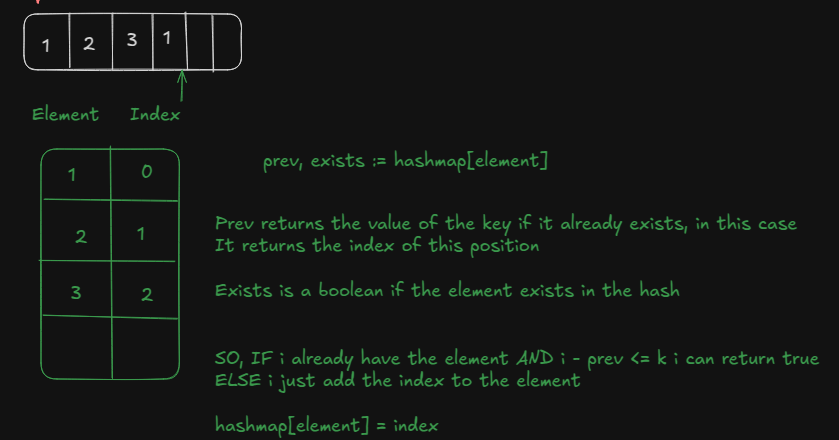 1 2 3 1
Element Index
1 0
prev, exists := hashmap[element]
Prev returns the value of the key if it already exists, in this case
2 1
It returns the index of this position
3 2
Exists is a boolean if the element exists in the hash
SO, IF i already have the element AND i - prev <= k i can return true
ELSE i just add the index to the element
hashmap[element] = index